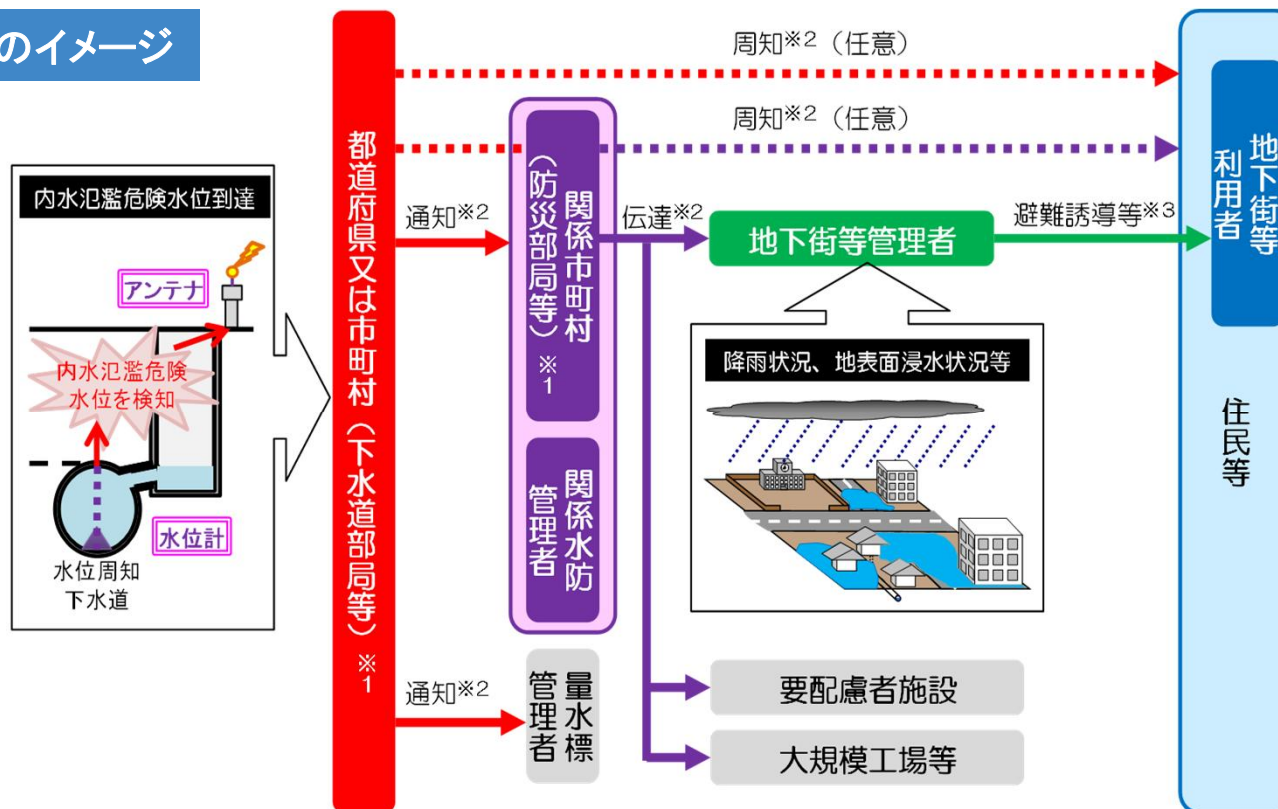 のイメージ
内水氾濫危険水位到達
アンテナ
内水氾濫危険
水位を検知
水位計
水位周知
下水道
都道府県又は市町村（下水道部局等）※1
周知※2（任意）
周知※2（任意）
通知※2
関係市町村
（防災部局等）※1
関係水防
管理者
通知※2
量水標
管理者
伝達※2
地下街等管理者
避難誘導等※3
降雨状況、地表面浸水状況等
要配慮者施設
大規模工場等
地下街等
利用者
住民等